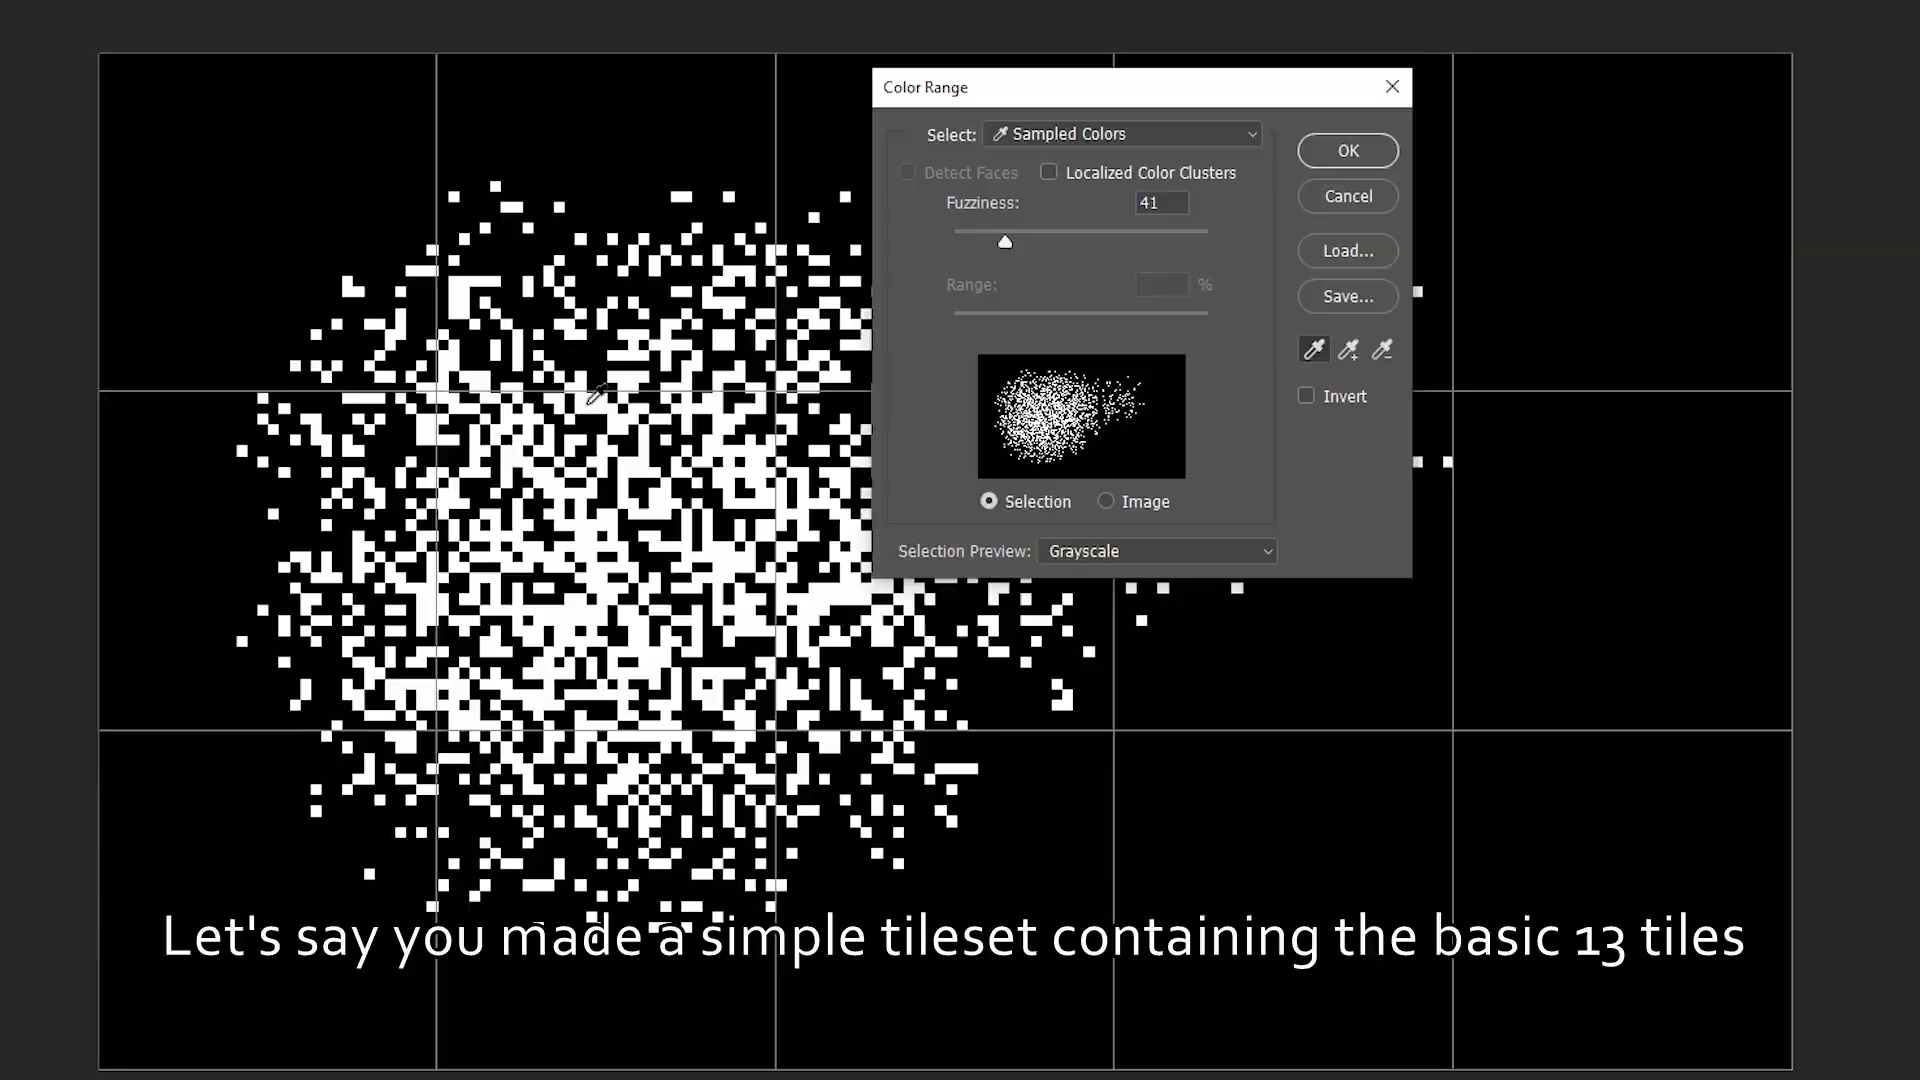 Color Range
Select: Sampled Colors
Detect Faces Localized Color Clusters
Fuzziness: 41
Range: %
Selection Image
Selection Preview: Grayscale
OK
Cancel
Load...
Save...
Invert
Let's say you made a simple tileset containing the basic 13 tiles